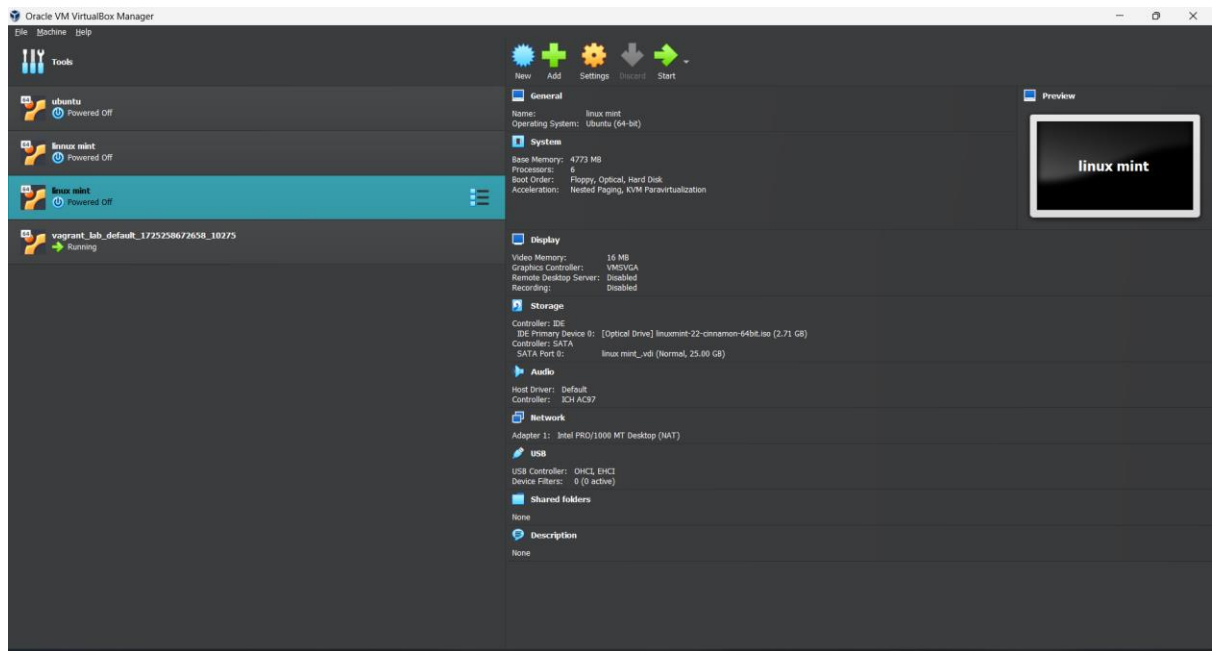 Oracle VM VirtualBox Manager
File Machine Help
Tools
ubuntu
Powered Off
linnux mint
Powered Off
linux mint
Powered Off
vagrant_lab_default_1725258672658_10275
Running
New Add Settings Discard Start
General
Name: linux mint
Operating System: Ubuntu (64-bit)
System
Base Memory: 4773 MB
Processors: 6
Boot Order: Floppy, Optical, Hard Disk
Acceleration: Nested Paging, KVM Paravirtualization
Preview
linux mint
Display
Video Memory: 16 MB
Graphics Controller: VMSVGA
Remote Desktop Server: Disabled
Recording: Disabled
Storage
Controller: IDE
IDE Primary Device 0: [Optical Drive] linuxmint-22-cinnamon-64bit.iso (2.71 GB)
Controller: SATA
SATA Port 0: linux mint_.vdi (Normal, 25.00 GB)
Audio
Host Driver: Default
Controller: ICH AC97
Network
Adapter 1: Intel PRO/1000 MT Desktop (NAT)
USB
USB Controller: OHCI, EHCI
Device Filters: 0 (0 active)
Shared folders
None
Description
None